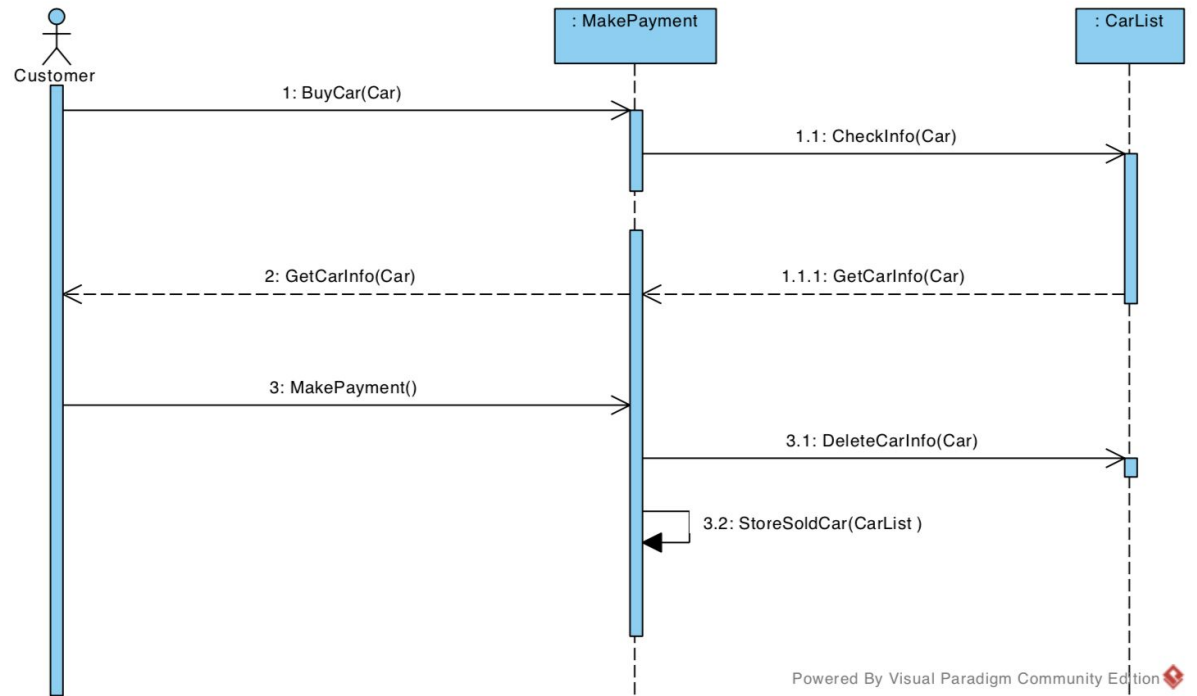 : MakePayment
: CarList
Customer
1: BuyCar(Car)
1.1: CheckInfo(Car)
2: GetCarInfo(Car)
1.1.1: GetCarInfo(Car)
3: MakePayment()
3.1: DeleteCarInfo(Car)
3.2: StoreSoldCar(CarList )
Powered By Visual Paradigm Community Edition